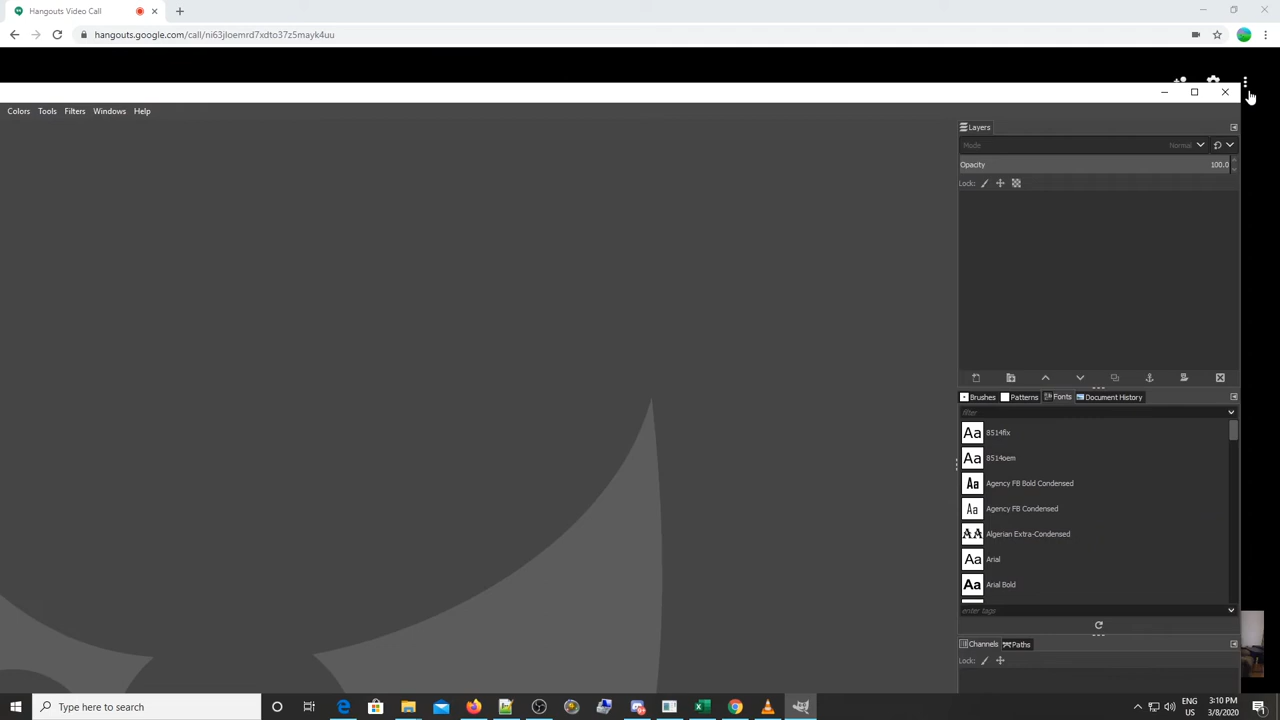 Hangouts Video Call
hangouts.google.com/call/ni63jloemrd7xdto37z5mayk4uu
Colors Tools Filters Windows Help
Layers
Mode Normal
Opacity 100.0
Lock:
Brushes Patterns Fonts Document History
filter
Aa 8514fix
Aa 8514oem
Aa Agency FB Bold Condensed
Aa Agency FB Condensed
AA Algerian Extra-Condensed
Aa Arial
Aa Arial Bold
enter tags
Channels Paths
Lock:
Type here to search
ENG
US
3:10 PM
3/8/2020